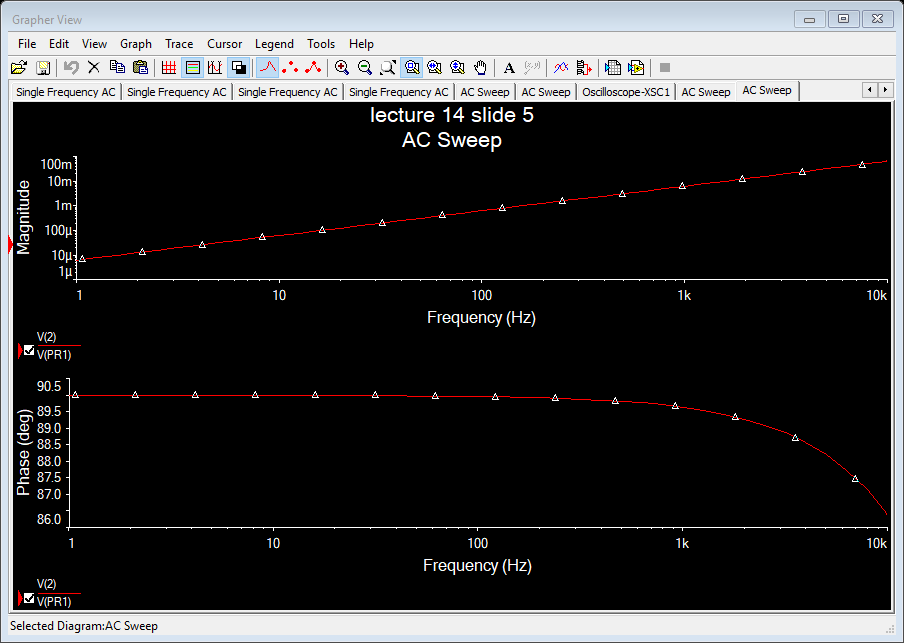 Grapher View
File Edit View Graph Trace Cursor Legend Tools Help
A
Single Frequency AC Single Frequency AC Single Frequency AC Single Frequency AC AC Sweep AC Sweep Oscilloscope-XSC1 AC Sweep AC Sweep
lecture 14 slide 5
AC Sweep
Magnitude
100m
10m
1m
100µ
10µ
1µ
1 10 100 1k 10k
Frequency (Hz)
V(2)
V(PR1)
Phase (deg)
90.5
89.5
89.0
88.5
88.0
87.5
87.0
86.0
1 10 100 1k 10k
Frequency (Hz)
V(2)
V(PR1)
Selected Diagram:AC Sweep